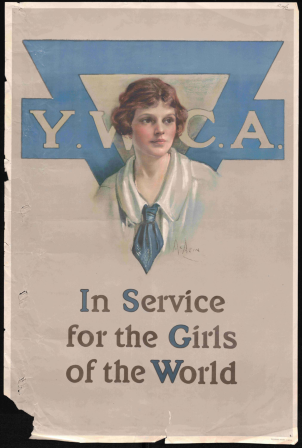 Y.W.C.A.
In Service
for the Girls
of the World